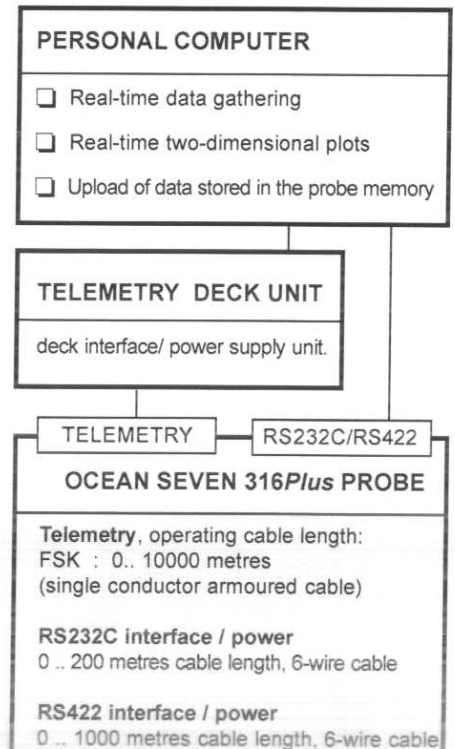 PERSONAL COMPUTER
❏ Real-time data gathering
❏ Real-time two-dimensional plots
❏ Upload of data stored in the probe memory
TELEMETRY DECK UNIT
deck interface/ power supply unit.
TELEMETRY
RS232C/RS422
OCEAN SEVEN 316Plus PROBE
Telemetry, operating cable length:
FSK : 0.. 10000 metres
(single conductor armoured cable)
RS232C interface / power
0 .. 200 metres cable length, 6-wire cable
RS422 interface / power
0 .. 1000 metres cable length, 6-wire cable